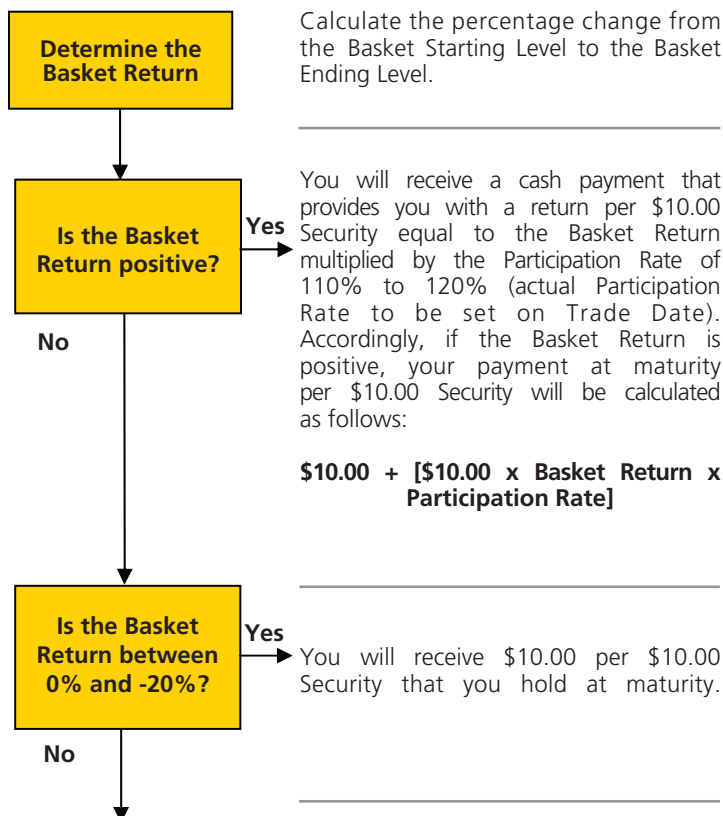 Determine the
Basket Return
Calculate the percentage change from
the Basket Starting Level to the Basket
Ending Level.
Is the Basket
Return positive?
Yes
No
You will receive a cash payment that
provides you with a return per $10.00
Security equal to the Basket Return
multiplied by the Participation Rate of
110% to 120% (actual Participation
Rate to be set on Trade Date).
Accordingly, if the Basket Return is
positive, your payment at maturity
per $10.00 Security will be calculated
as follows:
$10.00 + [$10.00 x Basket Return x
Participation Rate]
Is the Basket
Return between
0% and -20%?
Yes
No
You will receive $10.00 per $10.00
Security that you hold at maturity.